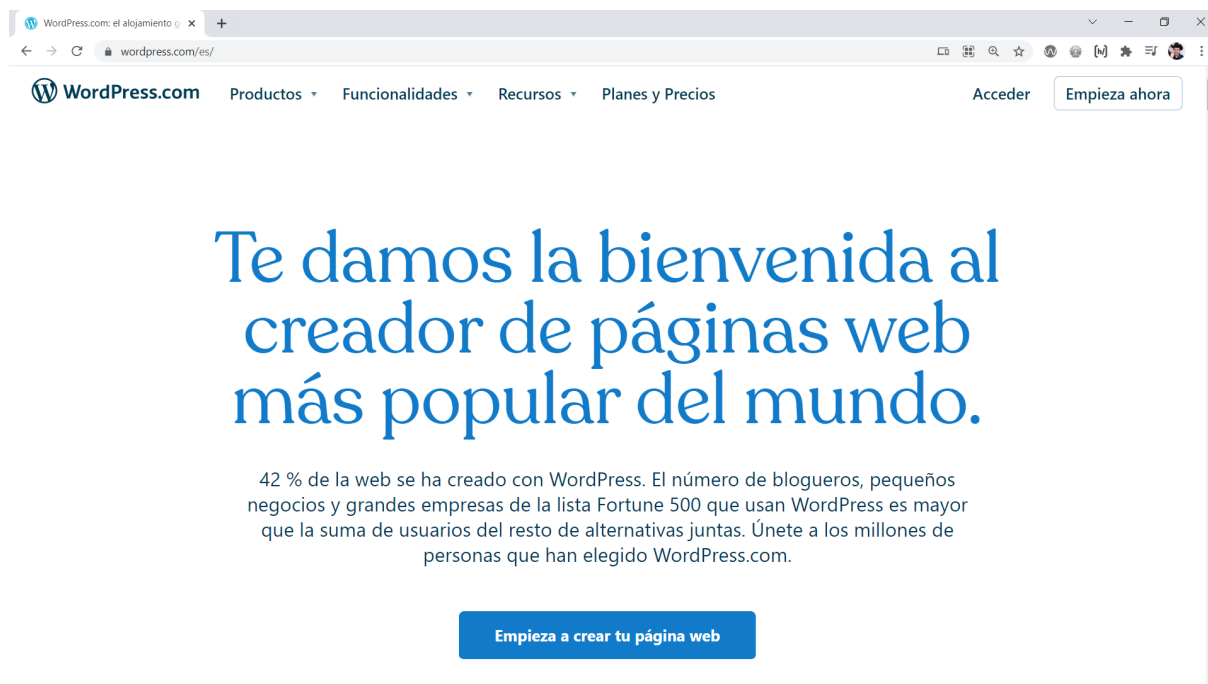 WordPress.com: el alojamiento g
wordpress.com/es/
WordPress.com Productos Funcionalidades Recursos Planes y Precios Acceder Empieza ahora
Te damos la bienvenida al
creador de páginas web
más popular del mundo.
42 % de la web se ha creado con WordPress. El número de blogueros, pequeños
negocios y grandes empresas de la lista Fortune 500 que usan WordPress es mayor
que la suma de usuarios del resto de alternativas juntas. Únete a los millones de
personas que han elegido WordPress.com.
Empieza a crear tu página web